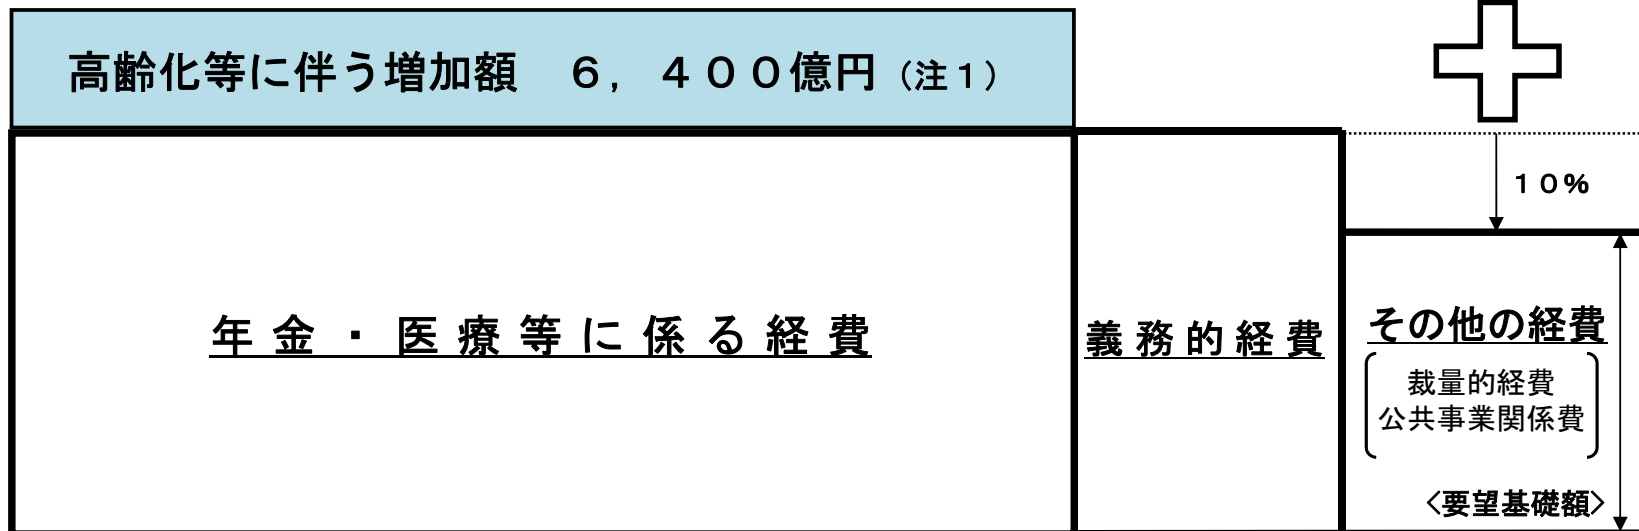 高齢化等に伴う増加額　６，４００億円（注１）
１０%
年金・医療等に係る経費
義務的経費
その他の経費
裁量的経費
公共事業関係費
<要望基礎額>